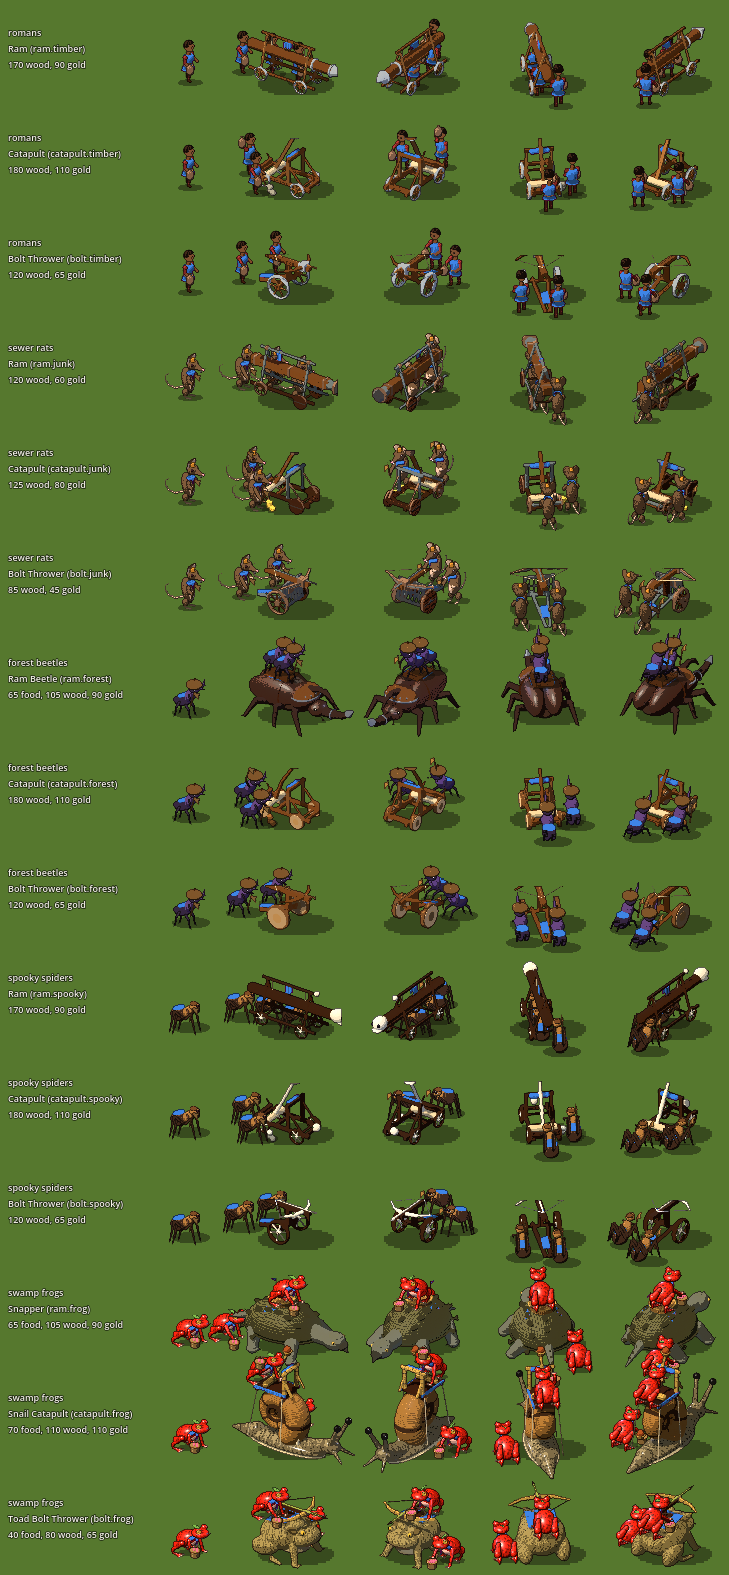 romans
Ram (ram.timber)
170 wood, 90 gold
romans
Catapult (catapult.timber)
180 wood, 110 gold
romans
Bolt Thrower (bolt.timber)
120 wood, 65 gold
sewer rats
Ram (ram.junk)
120 wood, 60 gold
sewer rats
Catapult (catapult.junk)
125 wood, 80 gold
sewer rats
Bolt Thrower (bolt.junk)
85 wood, 45 gold
forest beetles
Ram Beetle (ram.forest)
65 food, 105 wood, 90 gold
forest beetles
Catapult (catapult.forest)
180 wood, 110 gold
forest beetles
Bolt Thrower (bolt.forest)
120 wood, 65 gold
spooky spiders
Ram (ram.spooky)
170 wood, 90 gold
spooky spiders
Catapult (catapult.spooky)
180 wood, 110 gold
spooky spiders
Bolt Thrower (bolt.spooky)
120 wood, 65 gold
swamp frogs
Snapper (ram.frog)
65 food, 105 wood, 90 gold
swamp frogs
Snail Catapult (catapult.frog)
70 food, 110 wood, 110 gold
swamp frogs
Toad Bolt Thrower (bolt.frog)
40 food, 80 wood, 65 gold